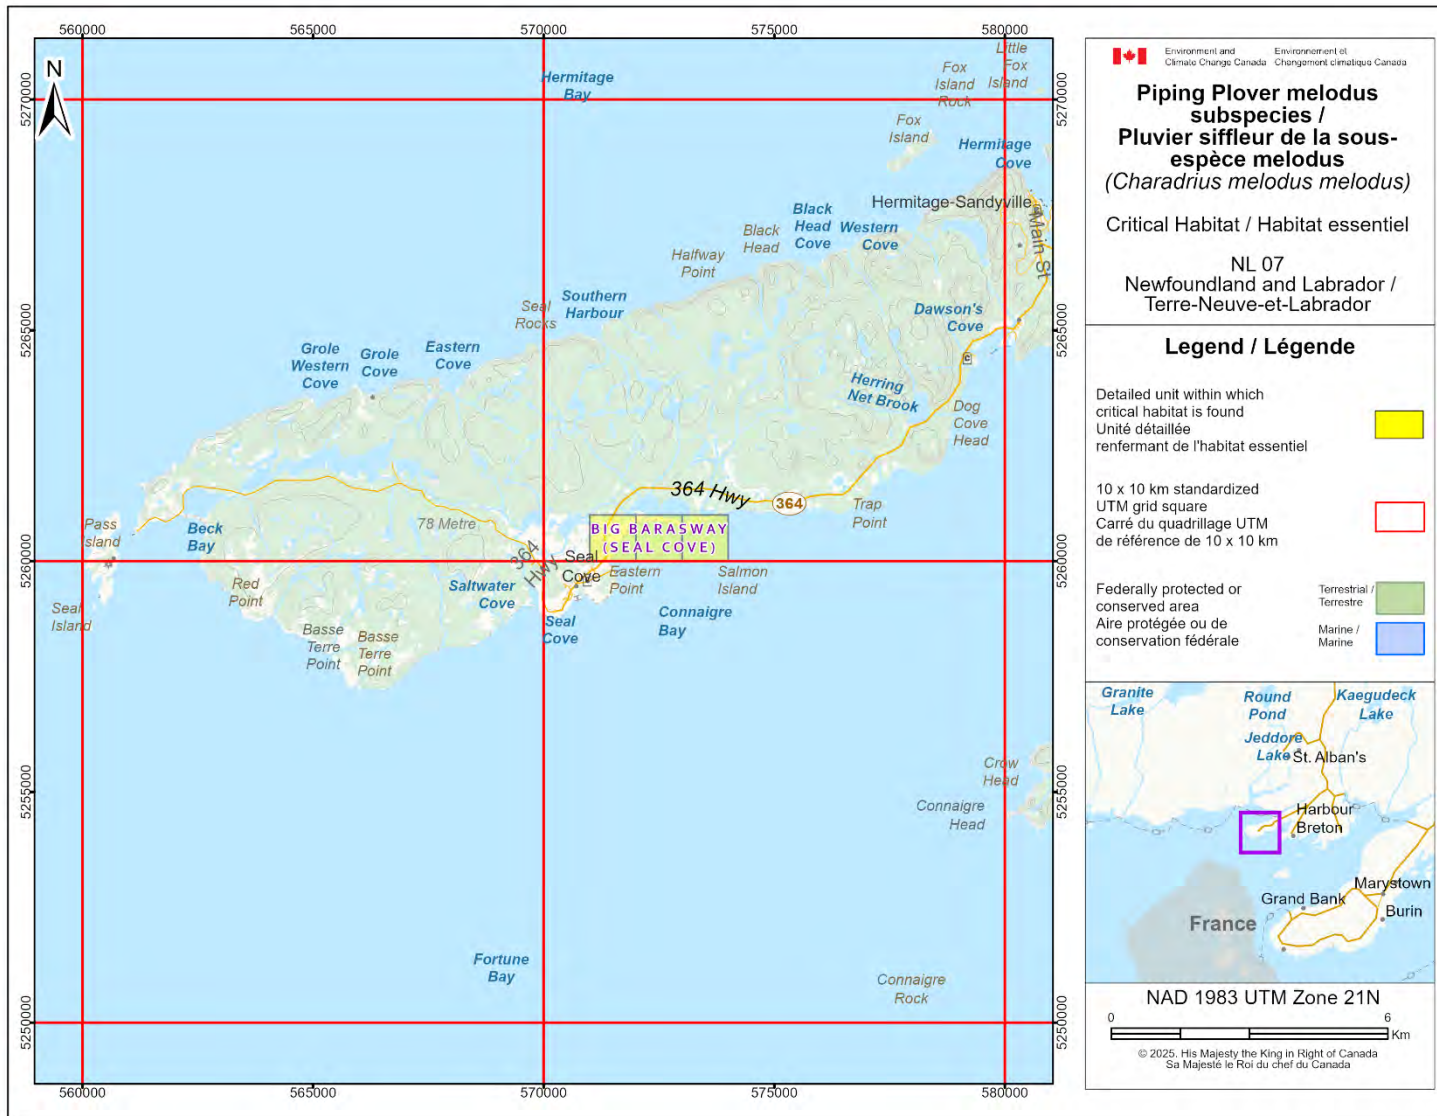 560000
565000
570000
575000
580000
N
5270000
5265000
5260000
5255000
5250000
Hermitage
Bay
Little
Fox
Island
Fox
Island
Rock
Fox
Island
Hermitage
Cove
Hermitage-Sandyville
Main St
Black
Head
Cove
Western
Cove
Black
Head
Halfway
Point
Southern
Harbour
Seal
Rocks
Dawson's
Cove
Eastern
Cove
Grole
Cove
Grole
Western
Cove
Herring
Net Brook
Dog
Cove
Head
364 Hwy
364
Trap
Point
78 Metre
Pass
Island
Beck
Bay
BIG BARASWAY
(SEAL COVE)
364
Hwy
Seal
Cove
Eastern
Point
Salmon
Island
Saltwater
Cove
Red
Point
Seal
Island
Connaigre
Bay
Seal
Cove
Basse
Terre
Point
Basse
Terre
Point
Crow
Head
Connaigre
Head
Fortune
Bay
Connaigre
Rock
5270000
5265000
5260000
5255000
5250000
560000
565000
570000
575000
580000
Environment and
Climate Change Canada
Environnement et
Changement climatique Canada
Piping Plover melodus
subspecies /
Pluvier siffleur de la sous-
espèce melodus
(Charadrius melodus melodus)
Critical Habitat / Habitat essentiel
NL 07
Newfoundland and Labrador /
Terre-Neuve-et-Labrador
Legend / Légende
Detailed unit within which
critical habitat is found
Unité détaillée
renfermant de l'habitat essentiel
10 x 10 km standardized
UTM grid square
Carré du quadrillage UTM
de référence de 10 x 10 km
Federally protected or
conserved area
Aire protégée ou de
conservation fédérale
Terrestrial /
Terrestre
Marine /
Marine
Granite
Lake
Round
Pond
Kaegudeck
Lake
Jeddore
Lake
St. Alban's
Harbour
Breton
Marystown
Grand Bank
Burin
France
NAD 1983 UTM Zone 21N
0
6
Km
© 2025. His Majesty the King in Right of Canada
Sa Majesté le Roi du chef du Canada